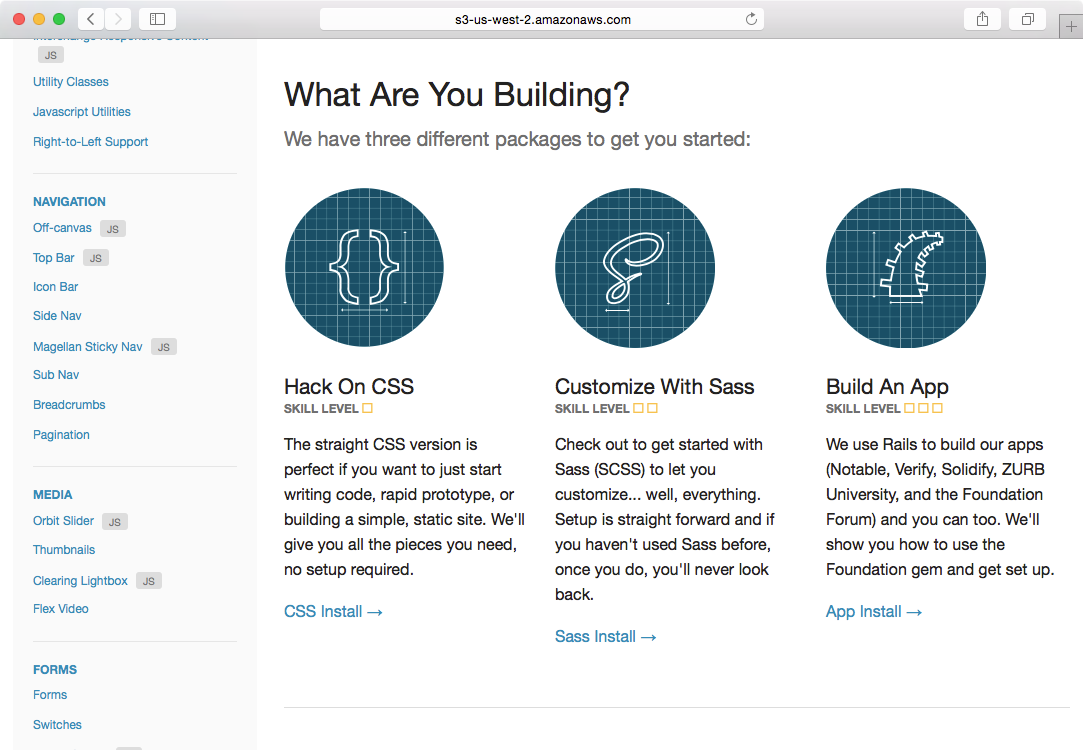 s3-us-west-2.amazonaws.com
Interchange Responsive Content
JS
Utility Classes
Javascript Utilities
Right-to-Left Support
NAVIGATION
Off-canvas JS
Top Bar JS
Icon Bar
Side Nav
Magellan Sticky Nav JS
Sub Nav
Breadcrumbs
Pagination
MEDIA
Orbit Slider JS
Thumbnails
Clearing Lightbox JS
Flex Video
FORMS
Forms
Switches
What Are You Building?
We have three different packages to get you started:
Hack On CSS
SKILL LEVEL
The straight CSS version is
perfect if you want to just start
writing code, rapid prototype, or
building a simple, static site. We'll
give you all the pieces you need,
no setup required.
CSS Install →
Customize With Sass
SKILL LEVEL
Check out to get started with
Sass (SCSS) to let you
customize... well, everything.
Setup is straight forward and if
you haven't used Sass before,
once you do, you'll never look
back.
Sass Install →
Build An App
SKILL LEVEL
We use Rails to build our apps
(Notable, Verify, Solidify, ZURB
University, and the Foundation
Forum) and you can too. We'll
show you how to use the
Foundation gem and get set up.
App Install →